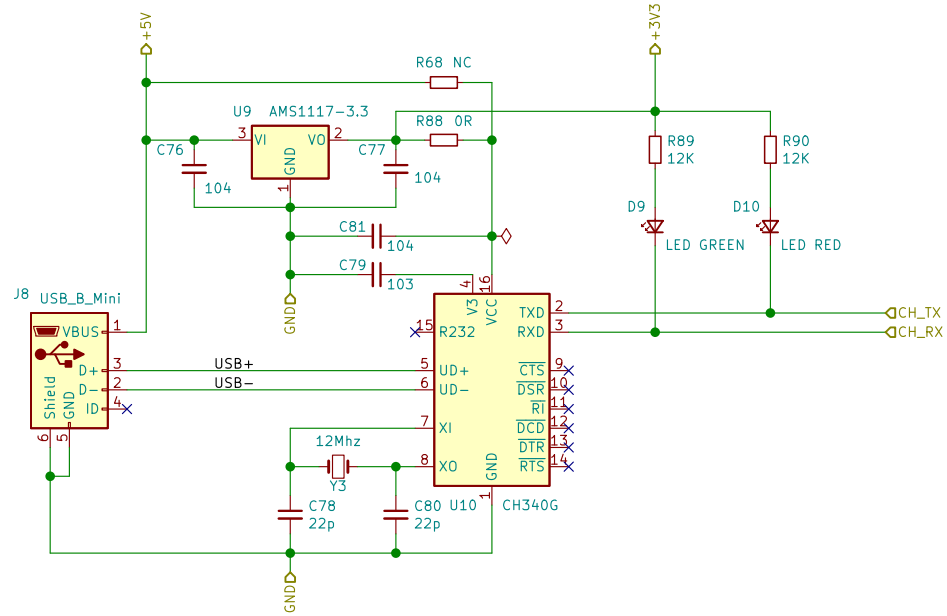 +5V
+3V3
R68 NC
U9 AMS1117-3.3
R88 0R
3 VI VO 2
GND
1
C76
104
C77
104
R89
12K
R90
12K
D9
LED GREEN
D10
LED RED
C81
104
C79
103
GND
4 16
V3 VCC
J8 USB_B_Mini
VBUS 1
D+ 3
D- 2
ID 4
Shield GND
6 5
USB+
USB-
15 R232
5 UD+
6 UD-
7 XI
8 XO
TXD 2
RXD 3
CTS 9
DSR 10
RI 11
DCD 12
DTR 13
RTS 14
GND
1
U10 CH340G
CH_TX
CH_RX
12Mhz
Y3
C78
22p
C80
22p
GND